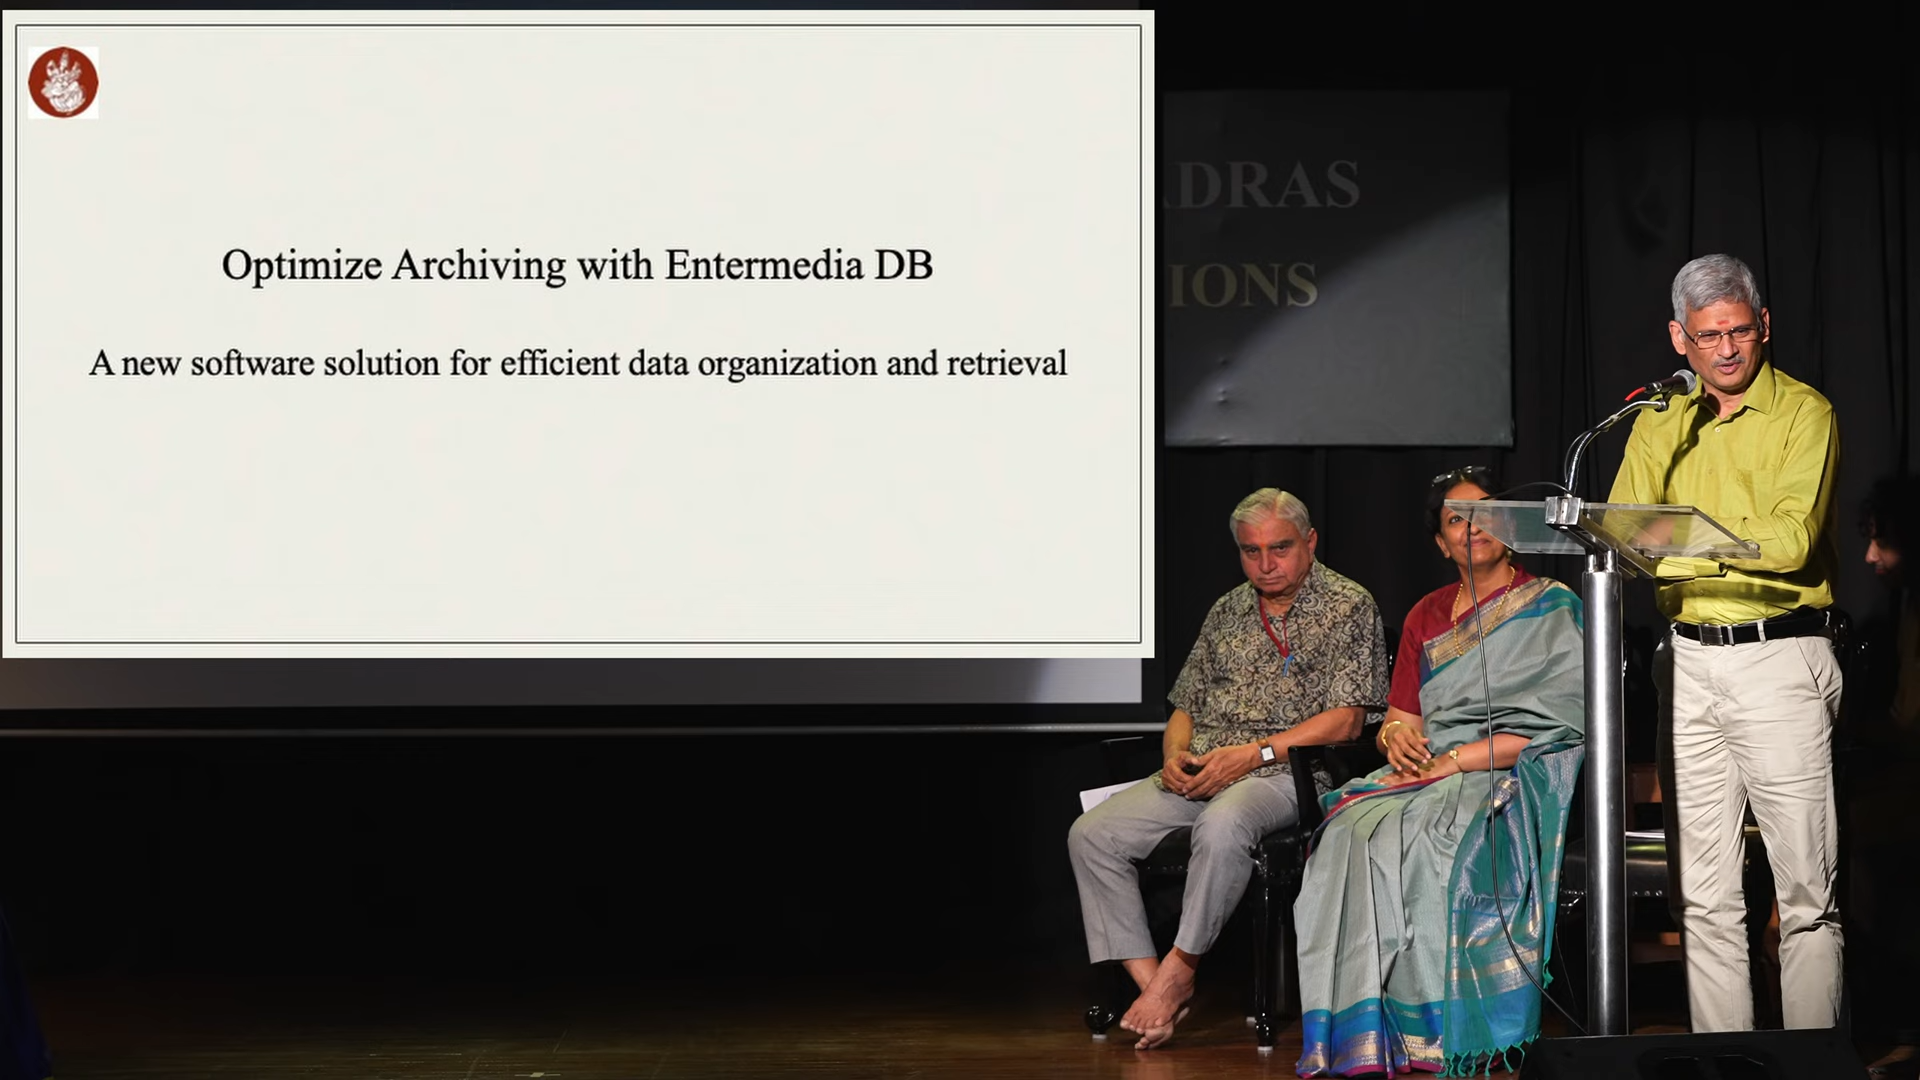 Optimize Archiving with Entermedia DB
A new software solution for efficient data organization and retrieval
ADRAS
IONS